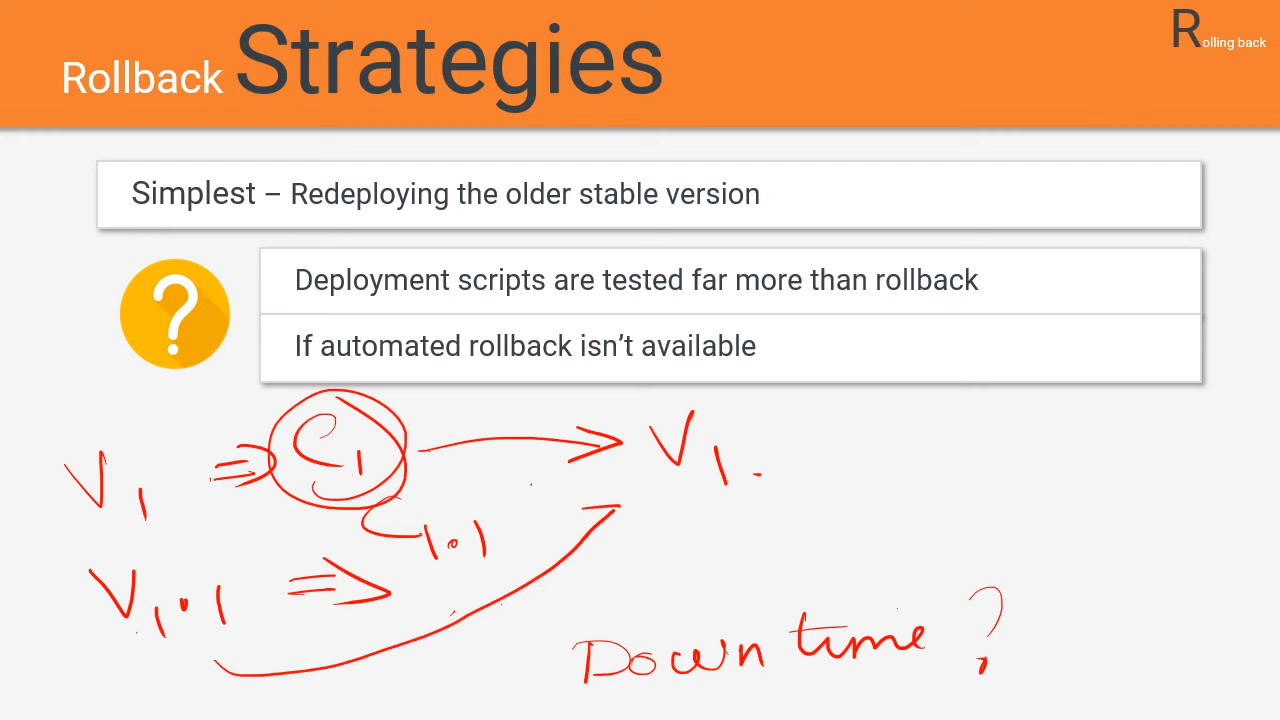 Rollback Strategies
Rolling back
Simplest – Redeploying the older stable version
Deployment scripts are tested far more than rollback
If automated rollback isn’t available
V1 ⇒ C1 → V1.
C1.1
V1.1 ⇒
Down time ?